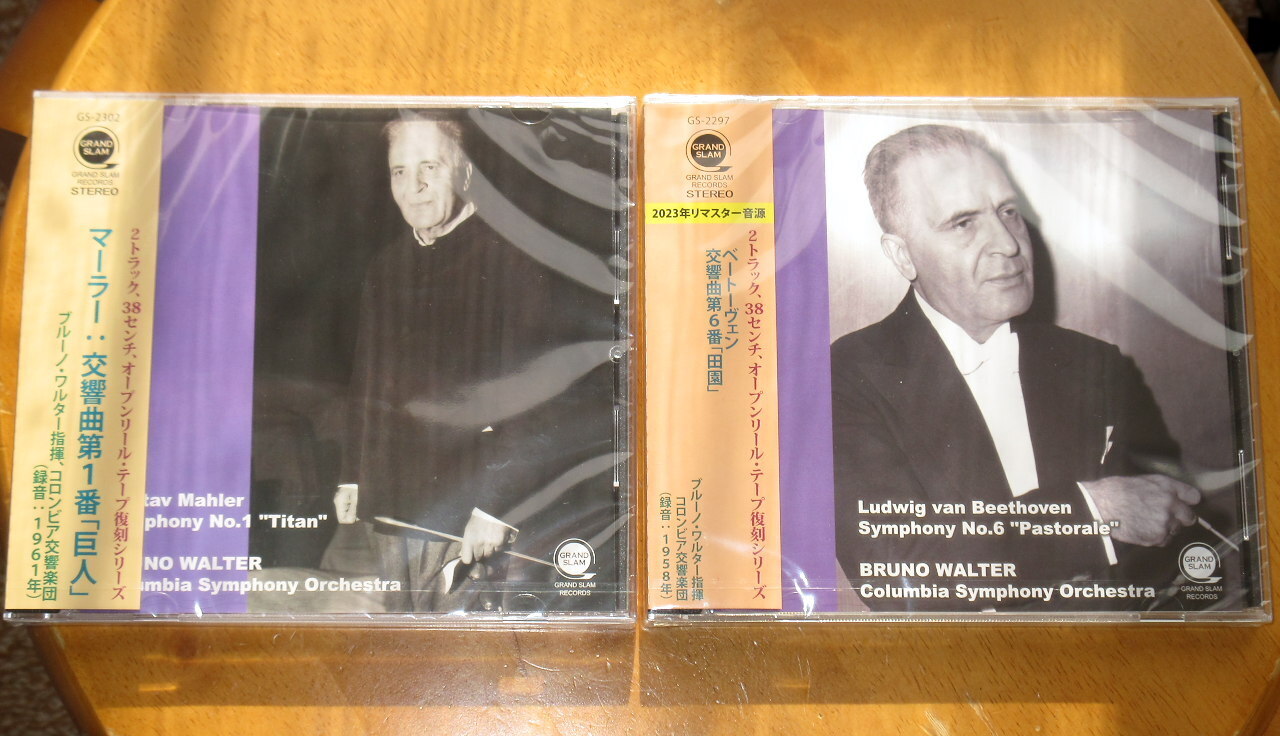 GS-2302
GRAND
SLAM
GRAND SLAM
RECORDS
STEREO
2トラック、38センチ、オープンリール・テープ復刻シリーズ
マーラー:交響曲第1番「巨人」
ブルーノ・ワルター指揮、コロンビア交響楽団
(録音:1961年)
tav Mahler
phony No.1 "Titan"
NO WALTER
mbia Symphony Orchestra
GRAND
SLAM
GRAND SLAM
RECORDS
GS-2297
GRAND
SLAM
GRAND SLAM
RECORDS
STEREO
2023年リマスター音源
2トラック、38センチ、オープンリール・テープ復刻シリーズ
ベートーヴェン
交響曲第6番「田園」
ブルーノ・ワルター指揮
コロンビア交響楽団
(録音:1958年)
Ludwig van Beethoven
Symphony No.6 "Pastorale"
BRUNO WALTER
Columbia Symphony Orchestra
GRAND
SLAM
GRAND SLAM
RECORDS